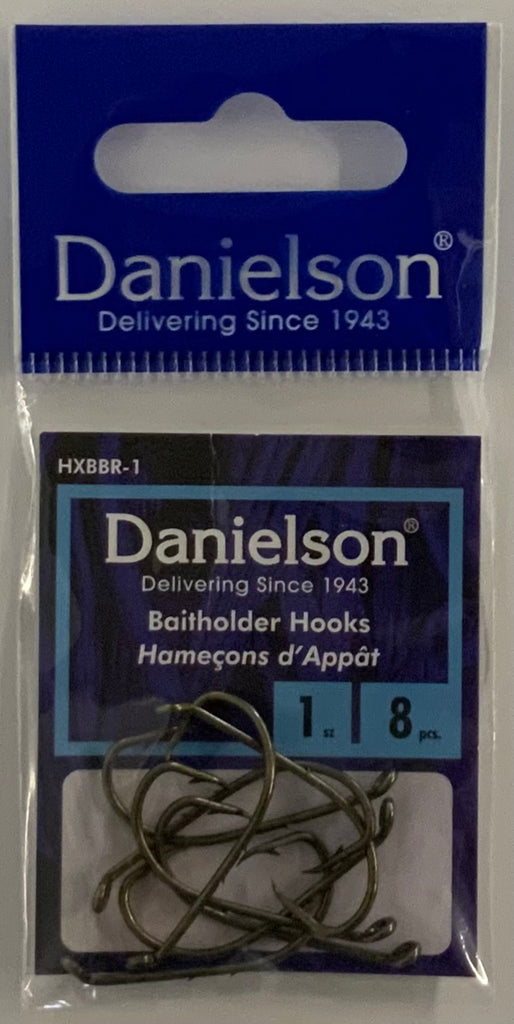 Danielson®
Delivering Since 1943
HXBBR-1
Danielson®
Delivering Since 1943
Baitholder Hooks
Hameçons d'Appât
1 sz 8 pcs.